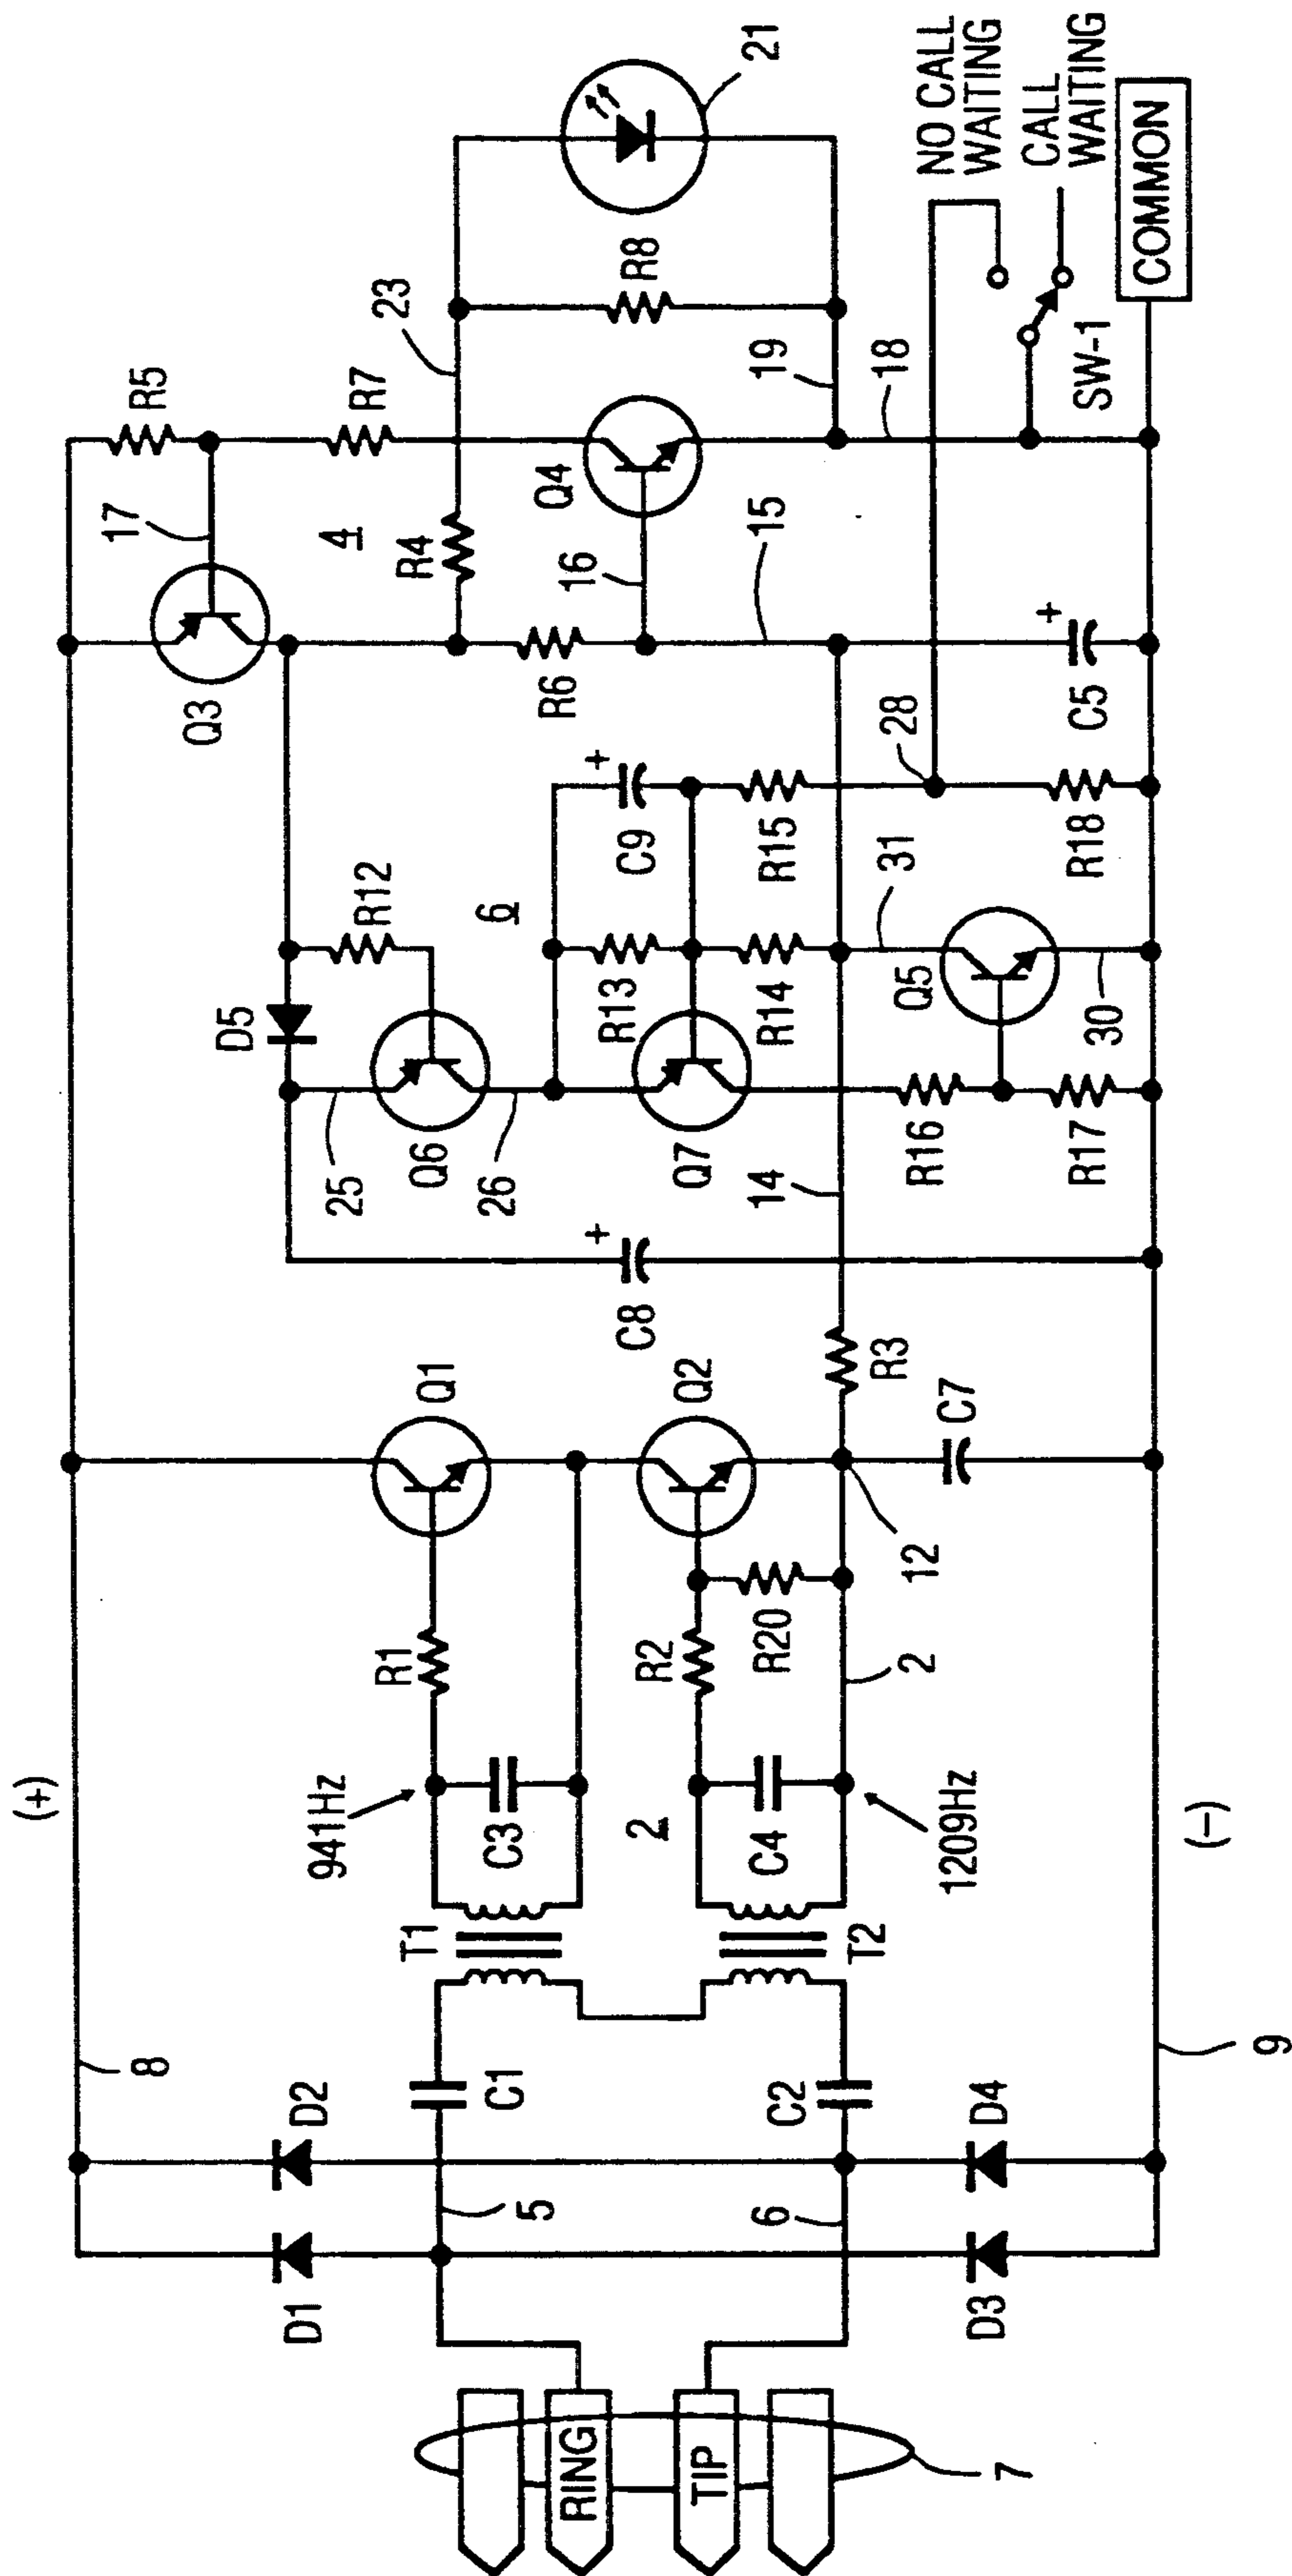 (+)
(–)
RING
TIP
7
D1
D2
D3
D4
8
9
5
6
C1
C2
T1
T2
941Hz
1209Hz
C3
C4
2
2
R1
R2
R20
Q1
Q2
12
C7
R3
C8
14
25
26
Q6
Q7
D5
R12
6
R13
R14
C9
R15
R16
R17
R18
Q5
30
31
28
Q3
17
4
R4
R5
R6
R7
16
15
C5
Q4
23
R8
19
18
21
SW-1
NO CALL
WAITING
CALL
WAITING
COMMON
+
+
+